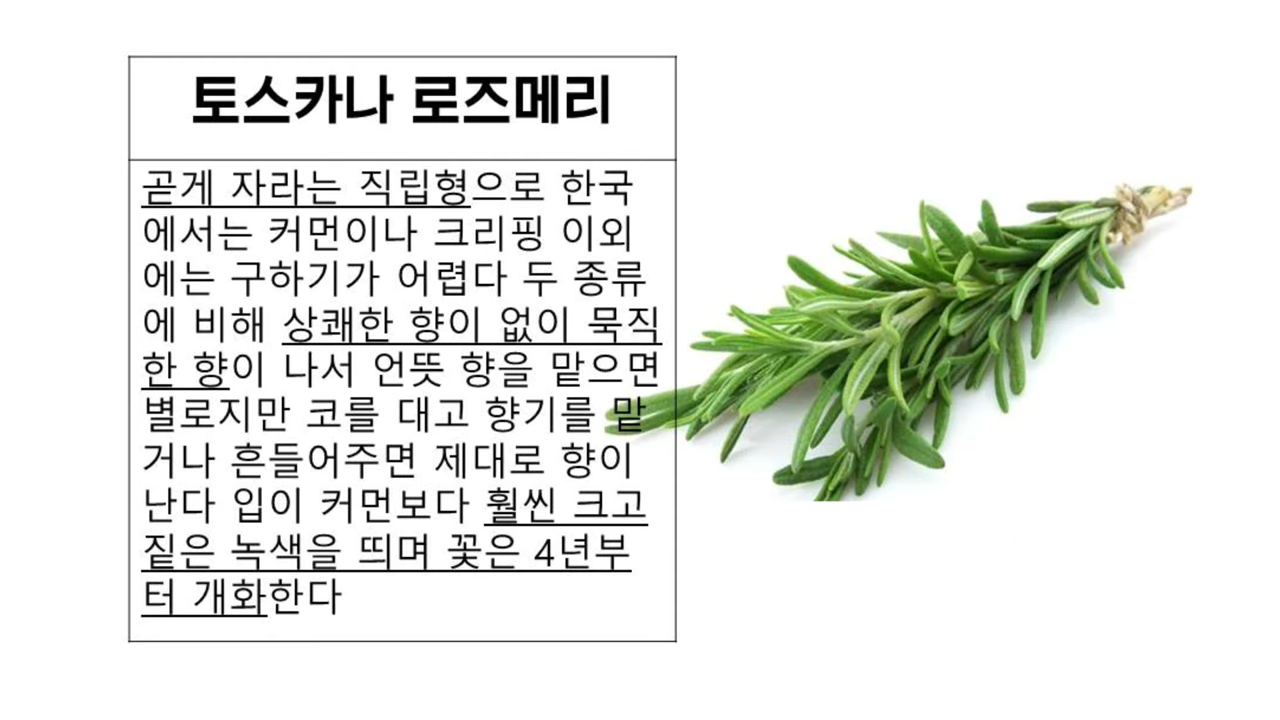 토스카나 로즈메리
곧게 자라는 직립형으로 한국
에서는 커먼이나 크리핑 이외
에는 구하기가 어렵다 두 종류
에 비해 상쾌한 향이 없이 묵직
한 향이 나서 언뜻 향을 맡으면
별로지만 코를 대고 향기를 맡
거나 흔들어주면 제대로 향이
난다 입이 커먼보다 훨씬 크고
짙은 녹색을 띄며 꽃은 4년부
터 개화한다